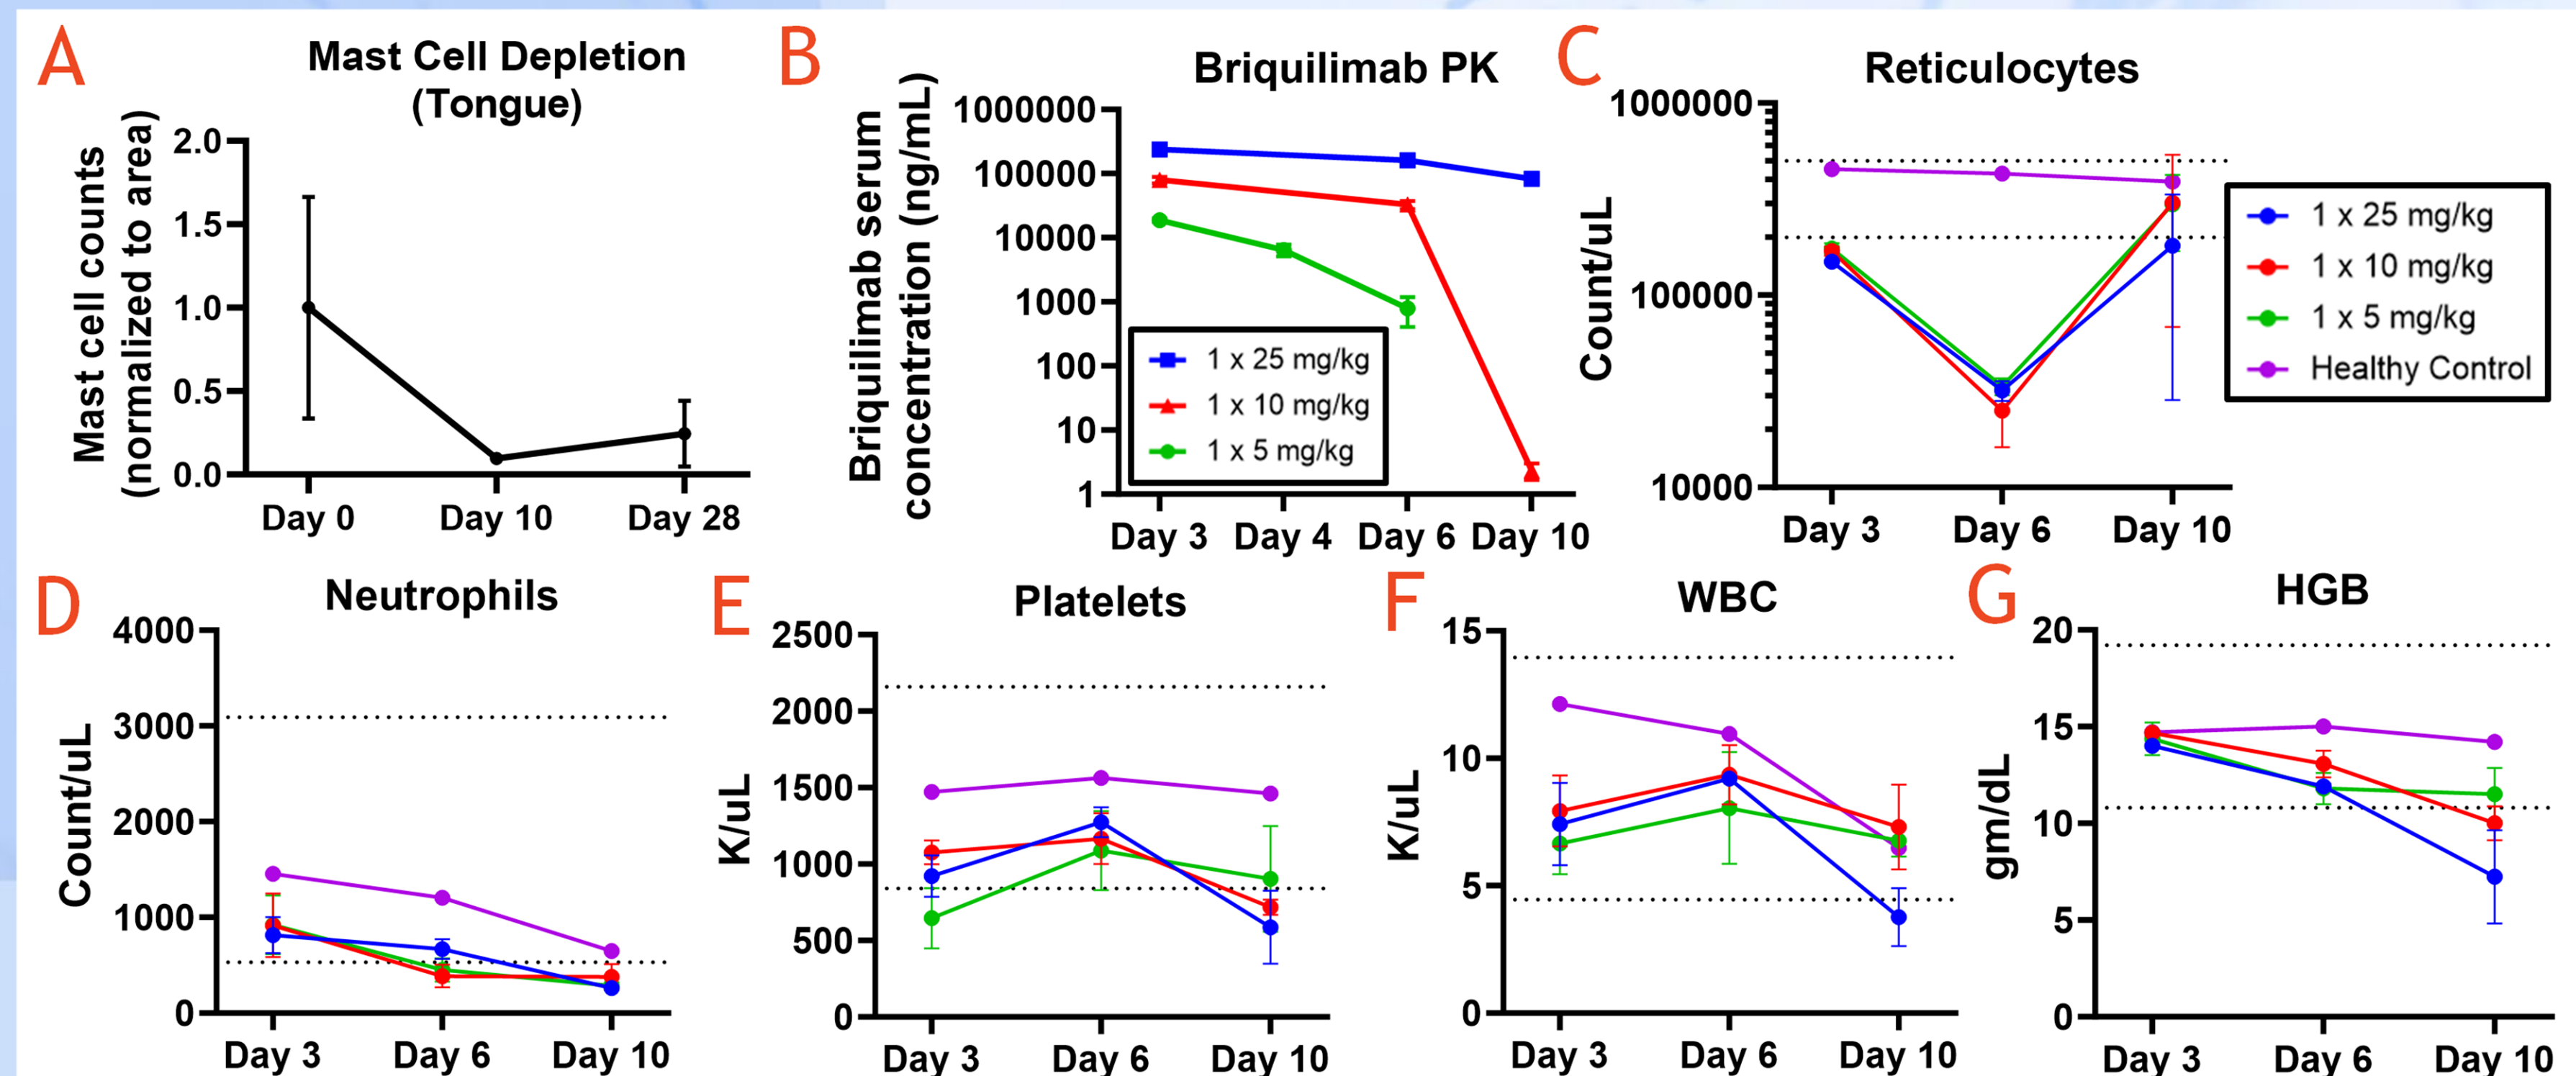 A
Mast Cell Depletion
(Tongue)
Mast cell counts
(normalized to area)
2.0
1.5
1.0
0.5
0.0
Day 0 Day 10 Day 28
B
Briquilimab PK
Briquilimab serum
concentration (ng/mL)
1000000
100000
10000
1000
100
10
1
1 x 25 mg/kg
1 x 10 mg/kg
1 x 5 mg/kg
Day 3 Day 4 Day 6 Day 10
C
Reticulocytes
Count/uL
1000000
100000
10000
Day 3 Day 6 Day 10
1 x 25 mg/kg
1 x 10 mg/kg
1 x 5 mg/kg
Healthy Control
D
Neutrophils
Count/uL
4000
3000
2000
1000
0
Day 3 Day 6 Day 10
E
Platelets
K/uL
2500
2000
1500
1000
500
0
Day 3 Day 6 Day 10
F
WBC
K/uL
15
10
5
0
Day 3 Day 6 Day 10
G
HGB
gm/dL
20
15
10
5
0
Day 3 Day 6 Day 10